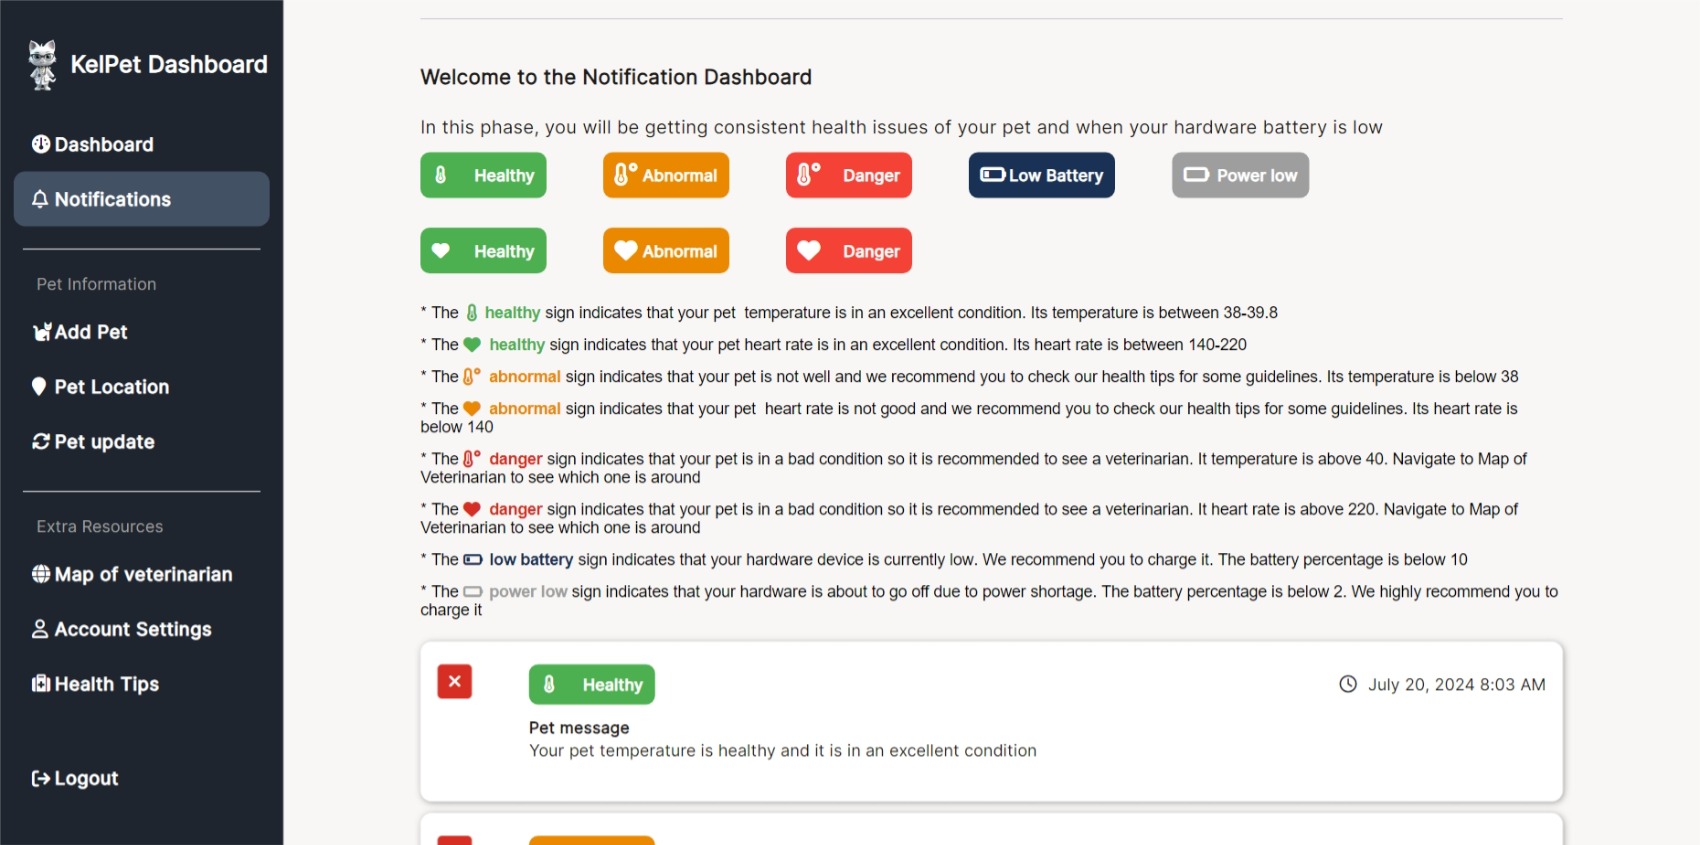 KelPet Dashboard
Dashboard
Notifications
Pet Information
Add Pet
Pet Location
Pet update
Extra Resources
Map of veterinarian
Account Settings
Health Tips
Logout
Welcome to the Notification Dashboard
In this phase, you will be getting consistent health issues of your pet and when your hardware battery is low
Healthy Abnormal Danger Low Battery Power low
Healthy Abnormal Danger
* The healthy sign indicates that your pet temperature is in an excellent condition. Its temperature is between 38-39.8
* The healthy sign indicates that your pet heart rate is in an excellent condition. Its heart rate is between 140-220
* The abnormal sign indicates that your pet is not well and we recommend you to check our health tips for some guidelines. Its temperature is below 38
* The abnormal sign indicates that your pet heart rate is not good and we recommend you to check our health tips for some guidelines. Its heart rate is
below 140
* The danger sign indicates that your pet is in a bad condition so it is recommended to see a veterinarian. It temperature is above 40. Navigate to Map of
Veterinarian to see which one is around
* The danger sign indicates that your pet is in a bad condition so it is recommended to see a veterinarian. It heart rate is above 220. Navigate to Map of
Veterinarian to see which one is around
* The low battery sign indicates that your hardware device is currently low. We recommend you to charge it. The battery percentage is below 10
* The power low sign indicates that your hardware is about to go off due to power shortage. The battery percentage is below 2. We highly recommend you to
charge it
Healthy July 20, 2024 8:03 AM
Pet message
Your pet temperature is healthy and it is in an excellent condition